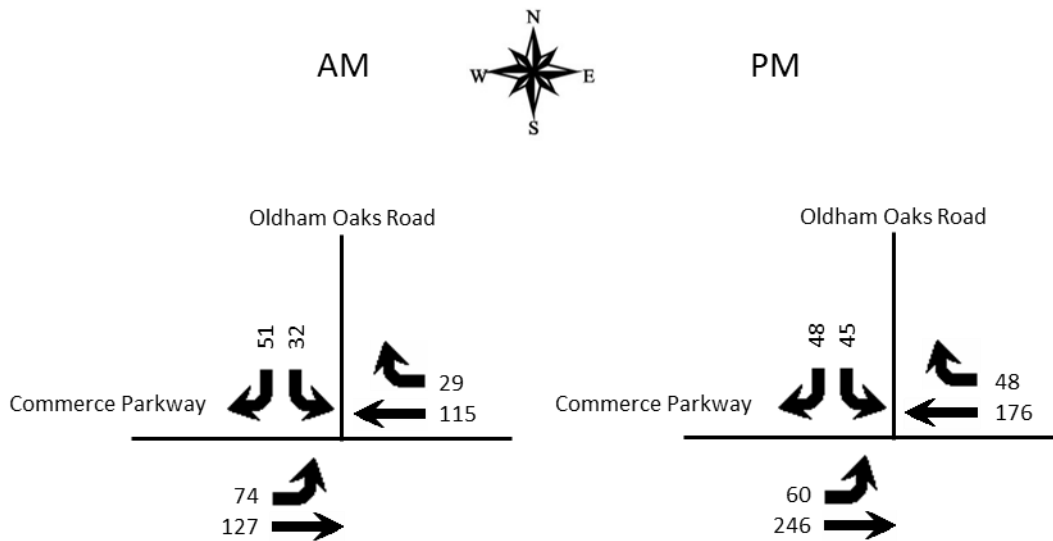 N
AM
PM
W
E
S
Oldham Oaks Road
51
32
29
Commerce Parkway
115
74
127
Oldham Oaks Road
48
45
48
Commerce Parkway
176
60
246